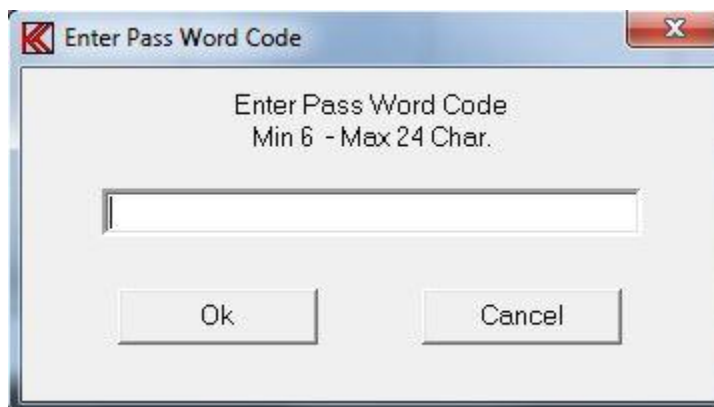 Enter Pass Word Code
Enter Pass Word Code
Min 6 - Max 24 Char.
Ok
Cancel